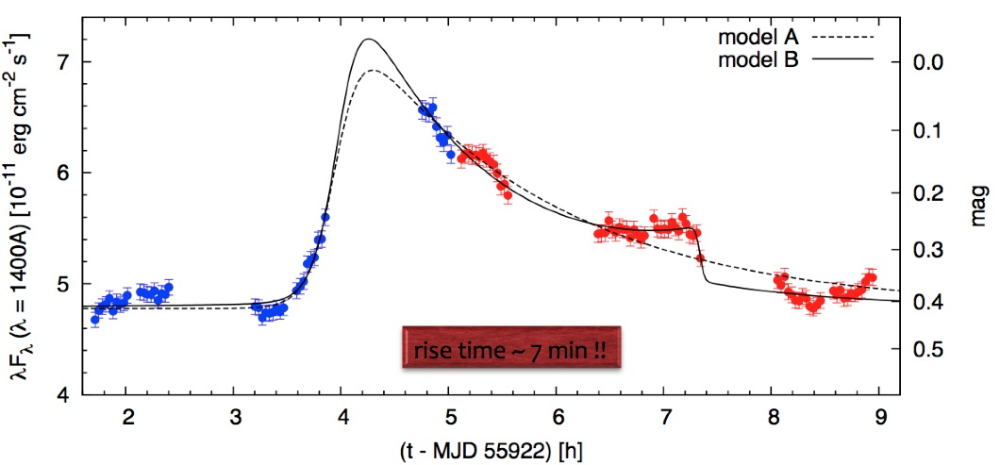 model A
model B
λFλ (λ = 1400A) [10⁻¹¹ erg cm⁻² s⁻¹]
7
6
5
4
0.0
0.1
0.2
0.3
0.4
0.5
mag
rise time ~ 7 min !!
2 3 4 5 6 7 8 9
(t - MJD 55922) [h]